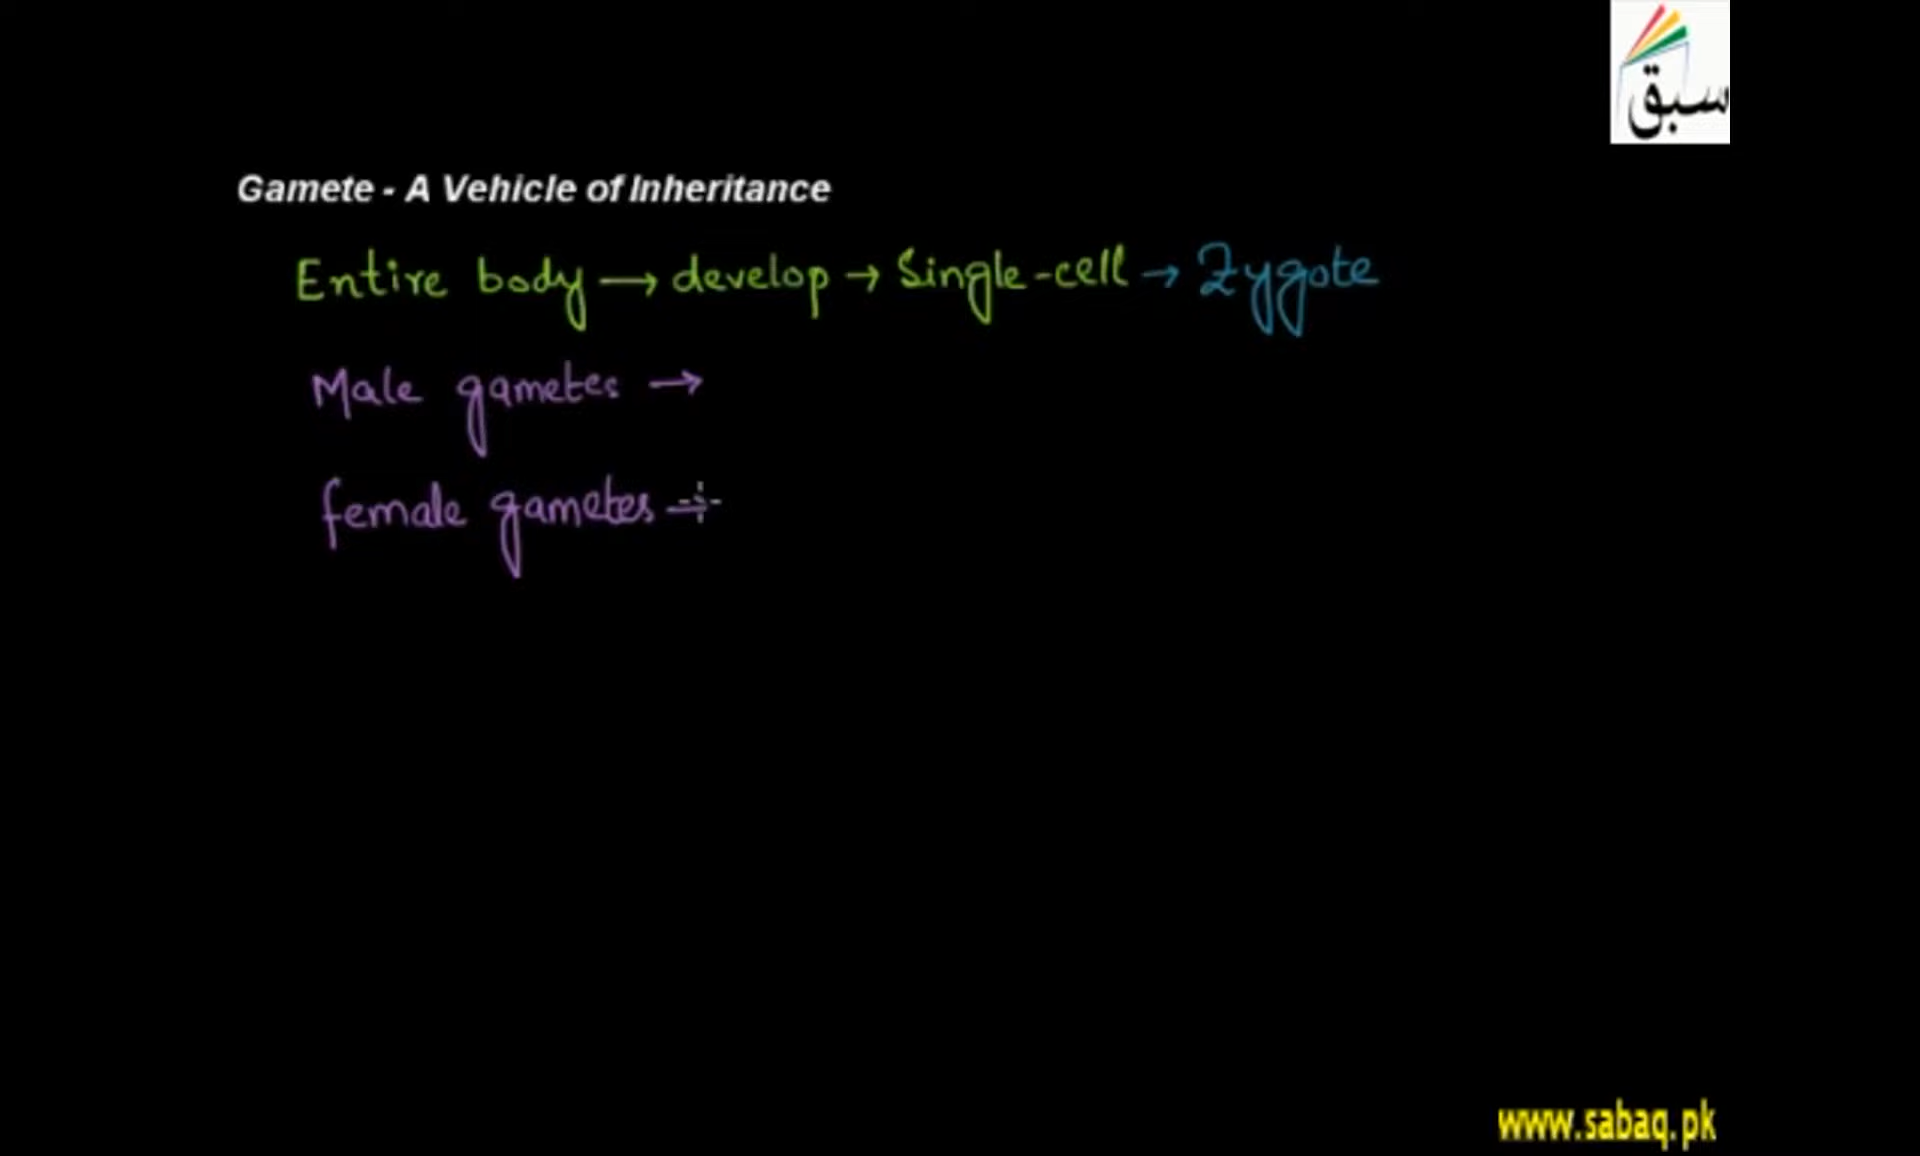 سبق
Gamete - A Vehicle of Inheritance
Entire body → develop → Single-cell → Zygote
Male gametes →
female gametes →
www.sabaq.pk